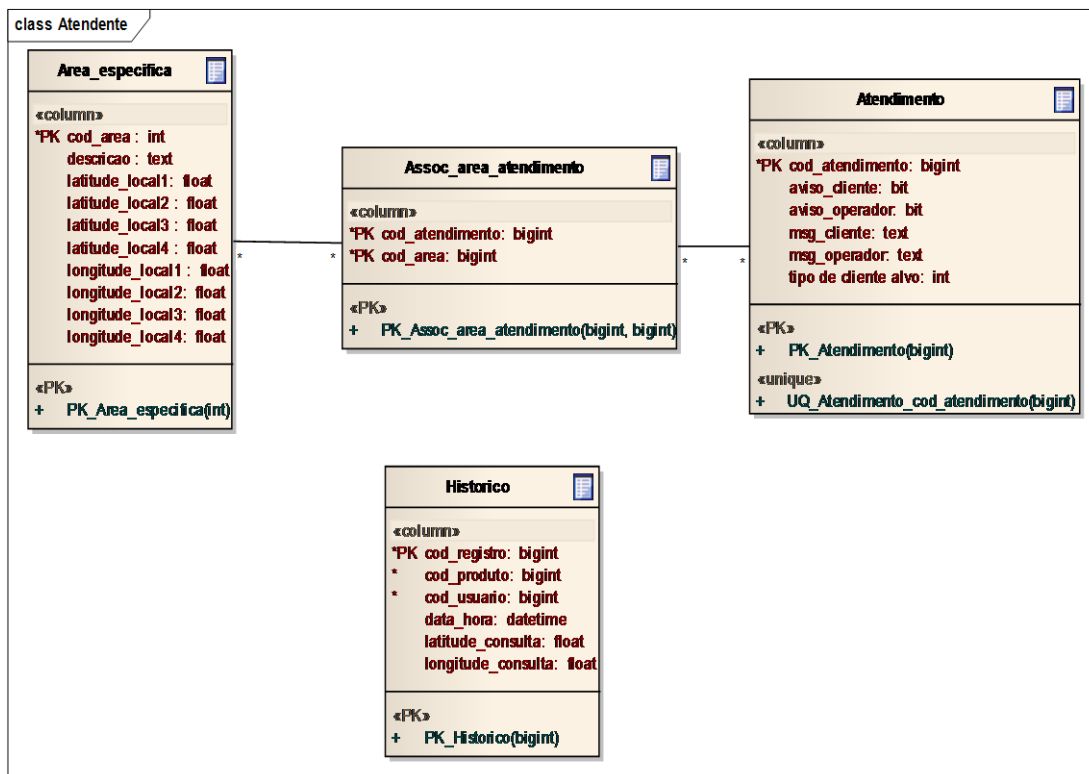 class Atendente
Area_especifica
«column»
*PK cod_area : int
descricao : text
latitude_local1: float
latitude_local2 : float
latitude_local3 : float
latitude_local4 : float
longitude_local1 : float
longitude_local2: float
longitude_local3: float
longitude_local4: float
«PK»
+ PK_Area_especifica(int)
* *
Assoc_area_atendimento
«column»
*PK cod_atendimento: bigint
*PK cod_area: bigint
«PK»
+ PK_Assoc_area_atendimento(bigint, bigint)
* *
Atendimento
«column»
*PK cod_atendimento: bigint
aviso_cliente: bit
aviso_operador: bit
msg_cliente: text
msg_operador: text
tipo de cliente alvo: int
«PK»
+ PK_Atendimento(bigint)
«unique»
+ UQ_Atendimento_cod_atendimento(bigint)
Historico
«column»
*PK cod_registro: bigint
* cod_produto: bigint
* cod_usuario: bigint
data_hora: datetime
latitude_consulta: float
longitude_consulta: float
«PK»
+ PK_Historico(bigint)